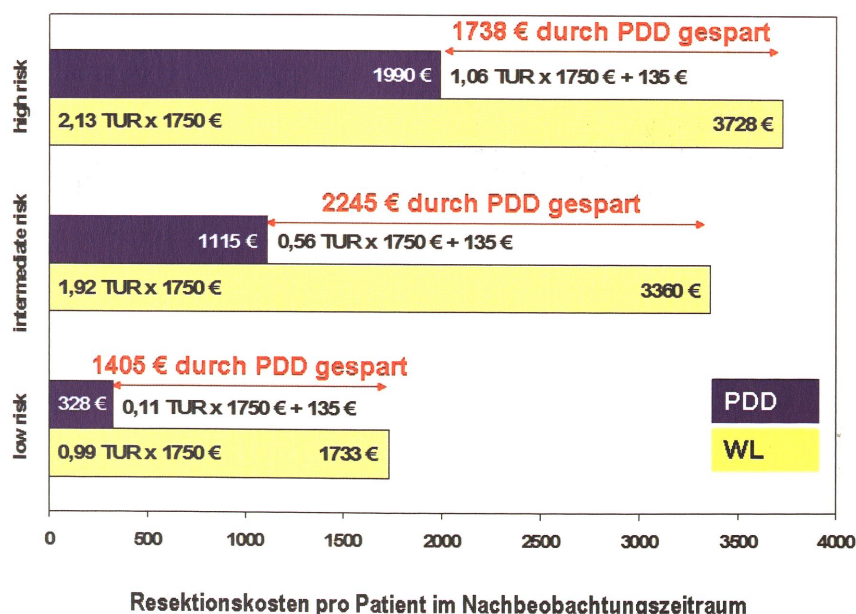 high risk
1738 € durch PDD gespart
1990 €
1,06 TUR x 1750 € + 135 €
2,13 TUR x 1750 €
3728 €
intermediate risk
2245 € durch PDD gespart
1115 €
0,56 TUR x 1750 € + 135 €
1,92 TUR x 1750 €
3360 €
low risk
1405 € durch PDD gespart
328 €
0,11 TUR x 1750 € + 135 €
0,99 TUR x 1750 €
1733 €
PDD
WL
0 500 1000 1500 2000 2500 3000 3500 4000
Resektionskosten pro Patient im Nachbeobachtungszeitraum